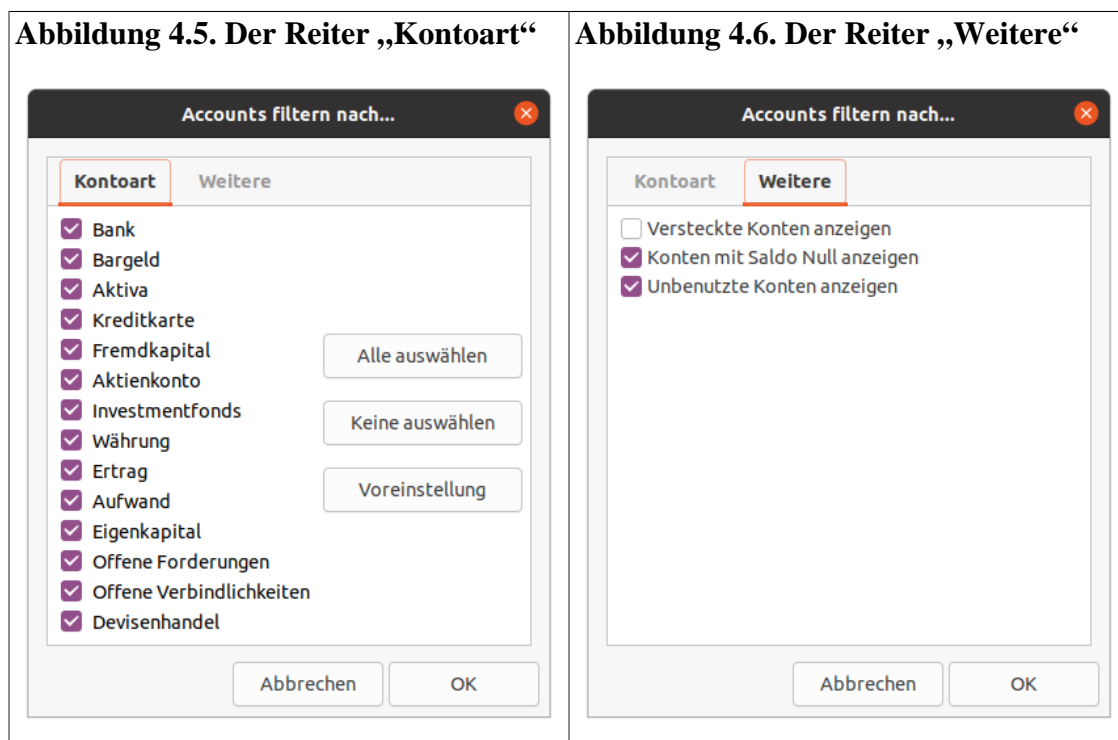 Abbildung 4.5. Der Reiter „Kontoart“
Accounts filtern nach...
Kontoart Weitere
Bank
Bargeld
Aktiva
Kreditkarte
Fremdkapital
Aktienkonto
Investmentfonds
Währung
Ertrag
Aufwand
Eigenkapital
Offene Forderungen
Offene Verbindlichkeiten
Devisenhandel
Alle auswählen
Keine auswählen
Voreinstellung
Abbrechen OK
Abbildung 4.6. Der Reiter „Weitere“
Accounts filtern nach...
Kontoart Weitere
Versteckte Konten anzeigen
Konten mit Saldo Null anzeigen
Unbenutzte Konten anzeigen
Abbrechen OK